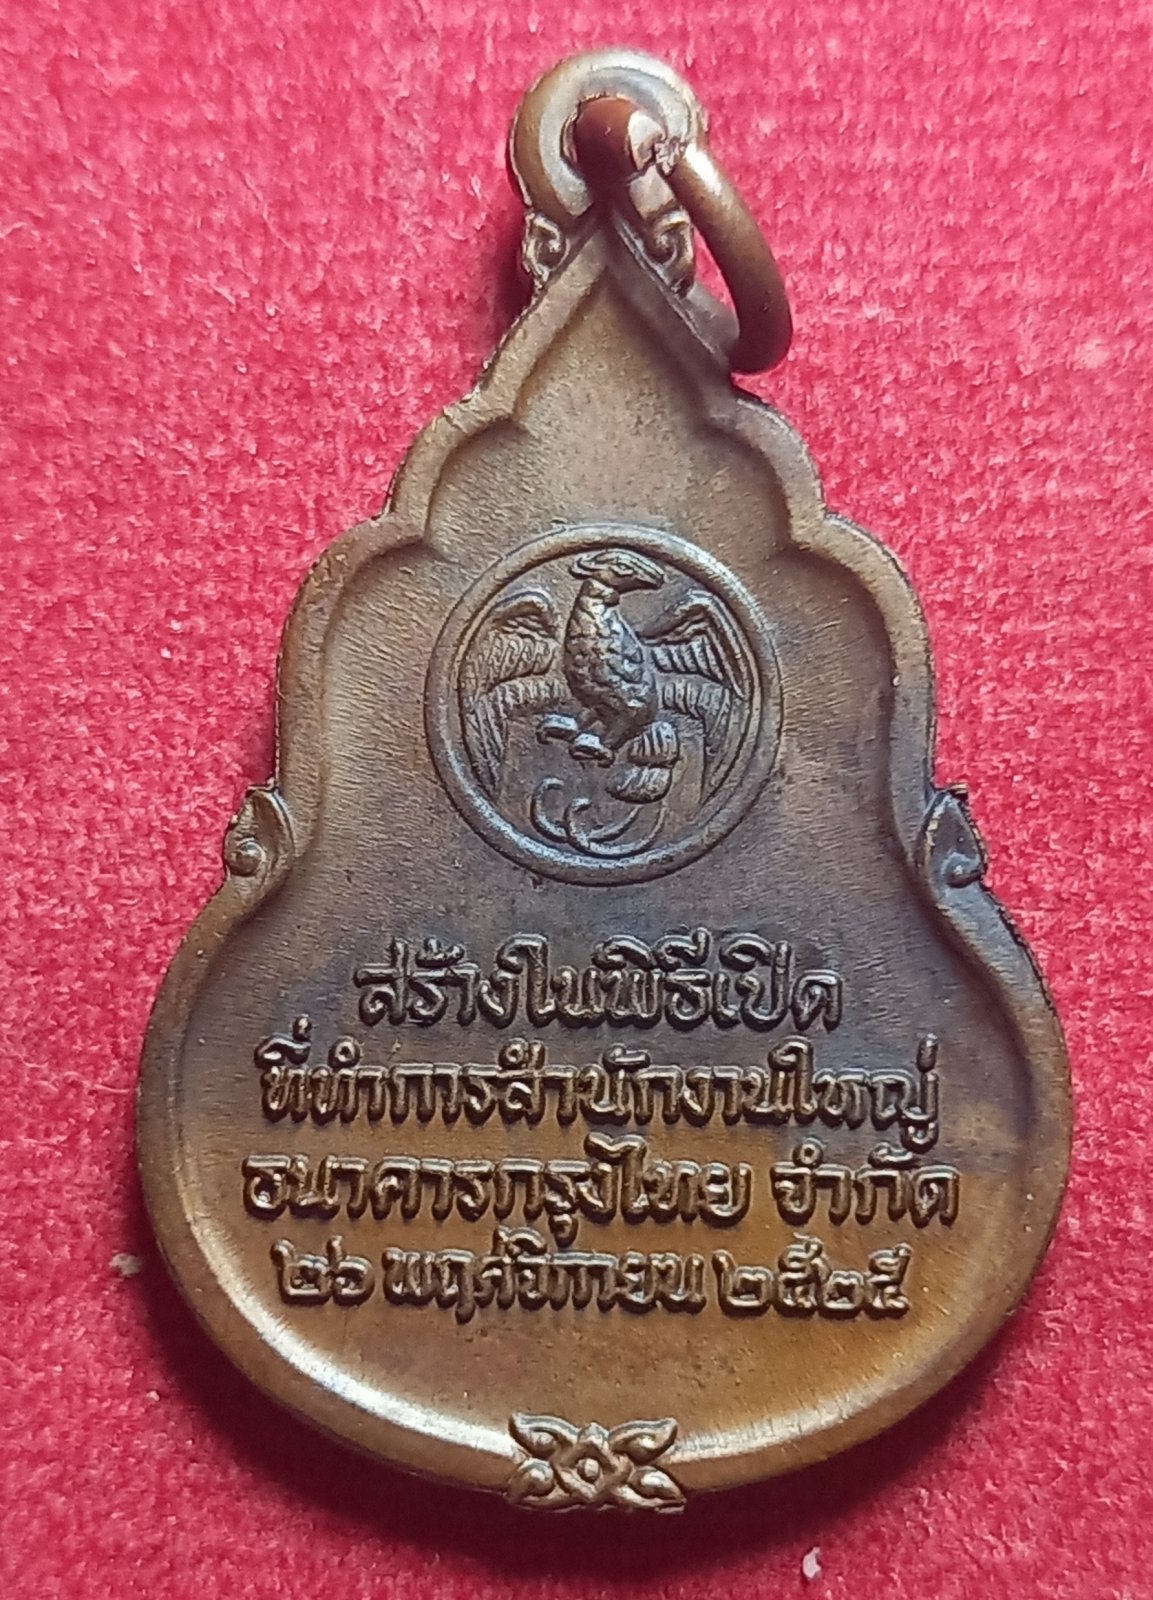 สร้างในพิธีเปิด
ที่ทำการสำนักงานใหญ่
ธนาคารกรุงไทย จำกัด
๒๖ พฤศจิกายน ๒๕๒๕